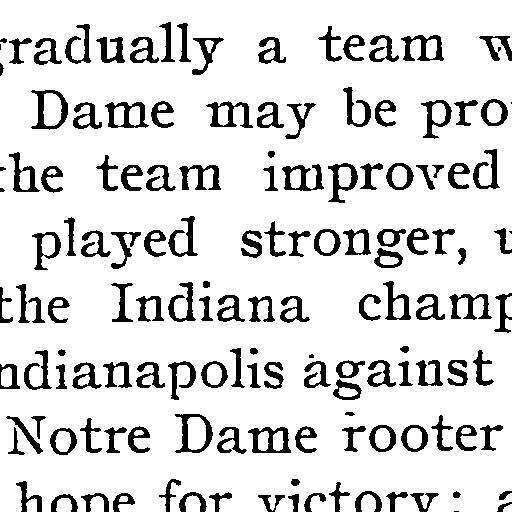 gradually a team w
Dame may be pro
the team improved
played stronger, u
the Indiana champ
ndianapolis against
Notre Dame rooter
hope for victory; a